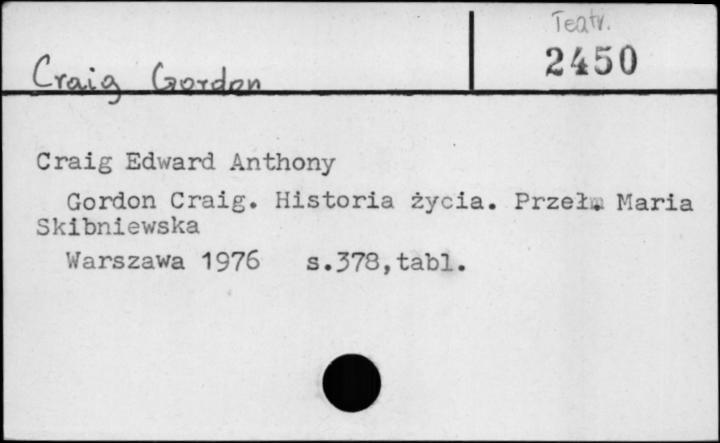 Teatr.
2450
Craig Gordon
Craig Edward Anthony
Gordon Craig. Historia życia. Przeł. Maria
Skibniewska
Warszawa 1976 s.378,tabl.